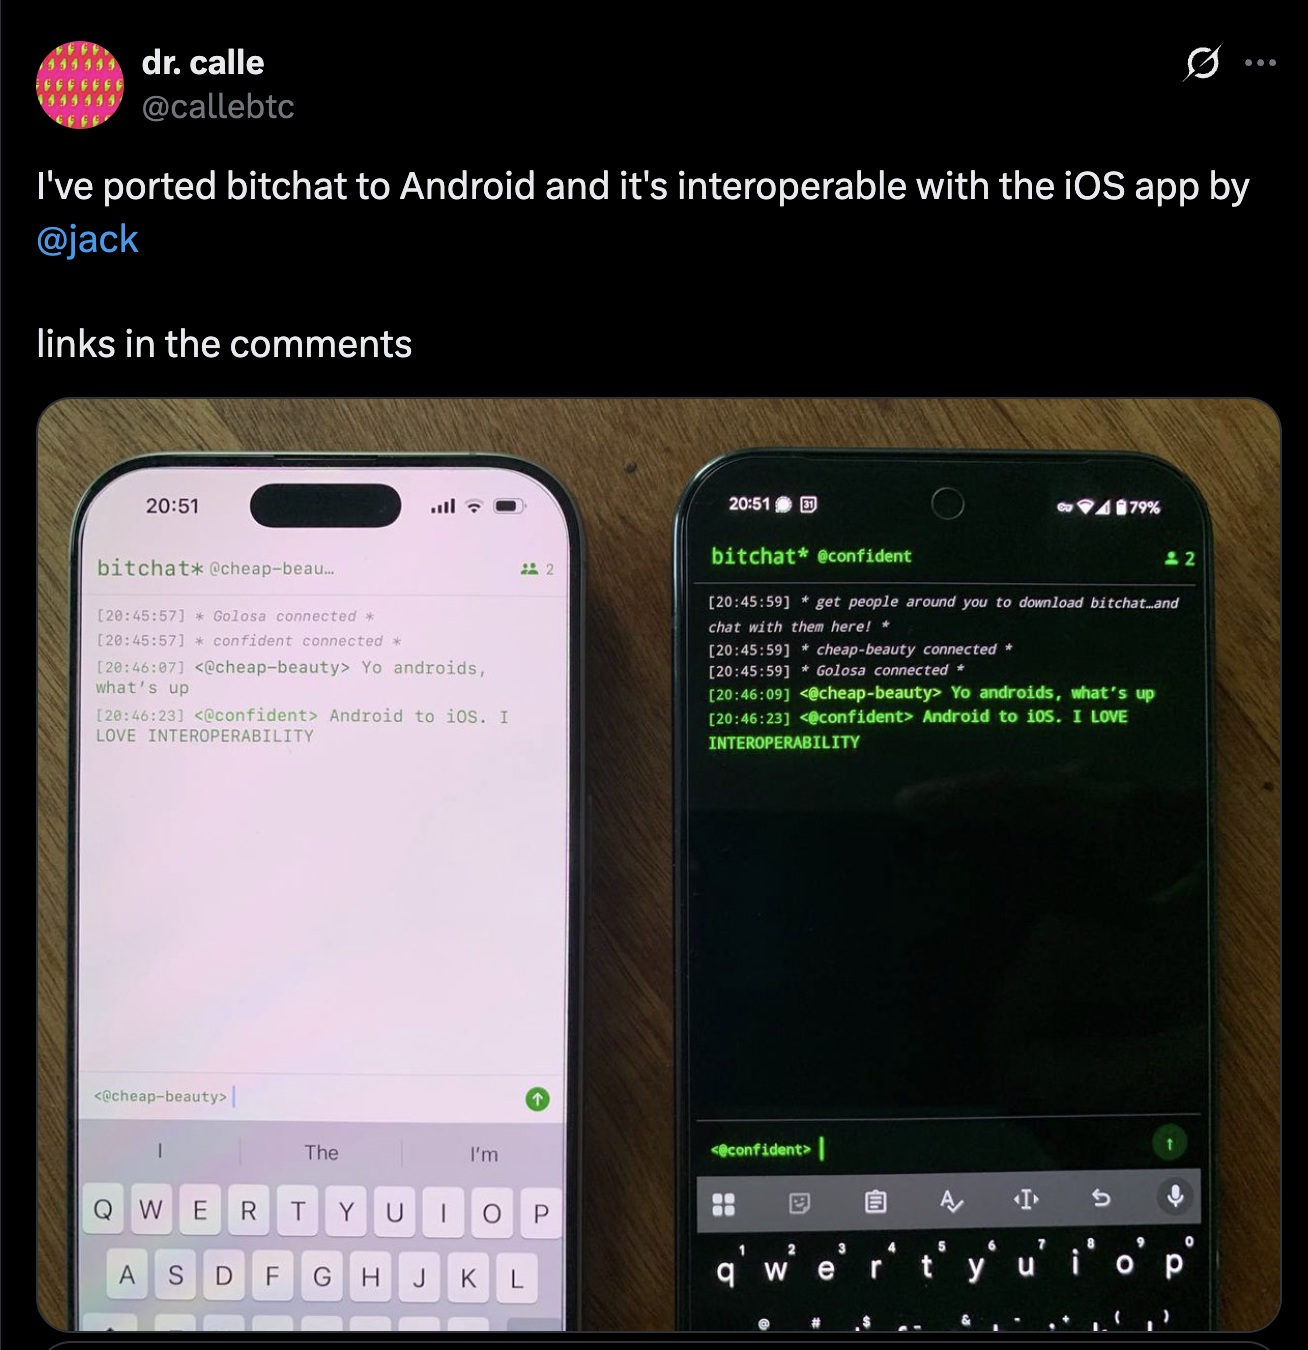 dr. calle
@callebtc
I've ported bitchat to Android and it's interoperable with the iOS app by
@jack
links in the comments
20:51
bitchat* @cheap-beau… 2
[20:45:57] * Golosa connected *
[20:45:57] * confident connected *
[20:46:07] <@cheap-beauty> Yo androids,
what's up
[20:46:23] <@confident> Android to iOS. I
LOVE INTEROPERABILITY
<@cheap-beauty>
I The I'm
Q W E R T Y U I O P
A S D F G H J K L
20:51 31 79%
bitchat* @confident 2
[20:45:59] * get people around you to download bitchat…and
chat with them here! *
[20:45:59] * cheap-beauty connected *
[20:45:59] * Golosa connected *
[20:46:09] <@cheap-beauty> Yo androids, what's up
[20:46:23] <@confident> Android to iOS. I LOVE
INTEROPERABILITY
<@confident>
1 2 3 4 5 6 7 8 9 0
q w e r t y u i o p
@ # $ & - + ( )